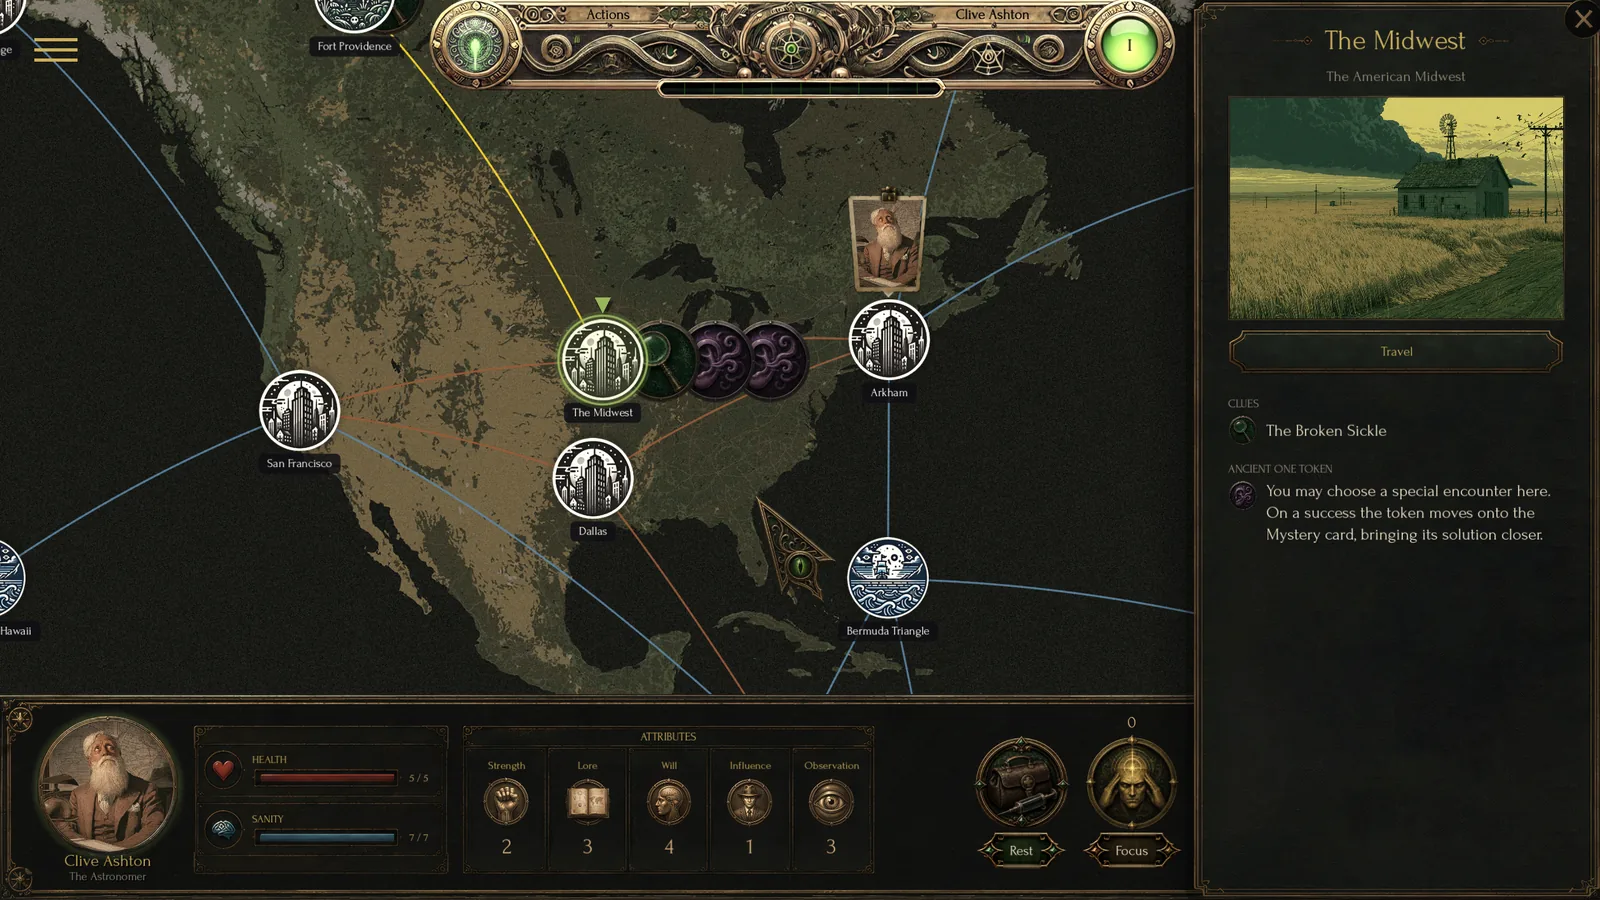 Actions
Clive Ashton
I
ge
Fort Providence
The Midwest
Arkham
San Francisco
Dallas
Hawaii
Bermuda Triangle
The Midwest
The American Midwest
Travel
CLUES
The Broken Sickle
ANCIENT ONE TOKEN
You may choose a special encounter here.
On a success the token moves onto the
Mystery card, bringing its solution closer.
Clive Ashton
The Astronomer
HEALTH
5 / 5
SANITY
7 / 7
ATTRIBUTES
Strength
Lore
Will
Influence
Observation
2
3
4
1
3
Rest
0
Focus